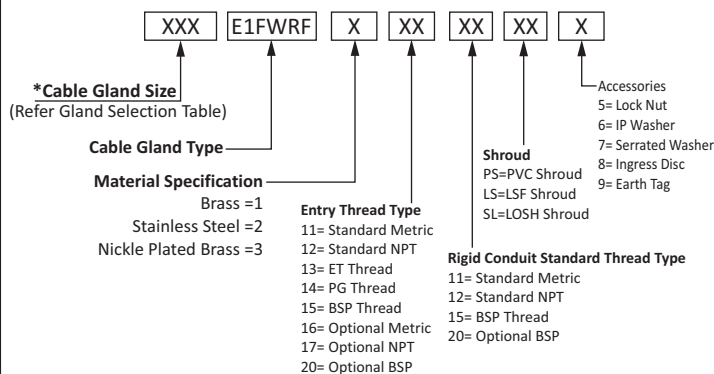 XXX E1FWRF X XX XX XX X
*Cable Gland Size
(Refer Gland Selection Table)
Cable Gland Type
Material Specification
Brass =1
Stainless Steel =2
Nickle Plated Brass =3
Entry Thread Type
11= Standard Metric
12= Standard NPT
13= ET Thread
14= PG Thread
15= BSP Thread
16= Optional Metric
17= Optional NPT
20= Optional BSP
Rigid Conduit Standard Thread Type
11= Standard Metric
12= Standard NPT
15= BSP Thread
20= Optional BSP
Shroud
PS=PVC Shroud
LS=LSF Shroud
SL=LOSH Shroud
Accessories
5= Lock Nut
6= IP Washer
7= Serrated Washer
8= Ingress Disc
9= Earth Tag